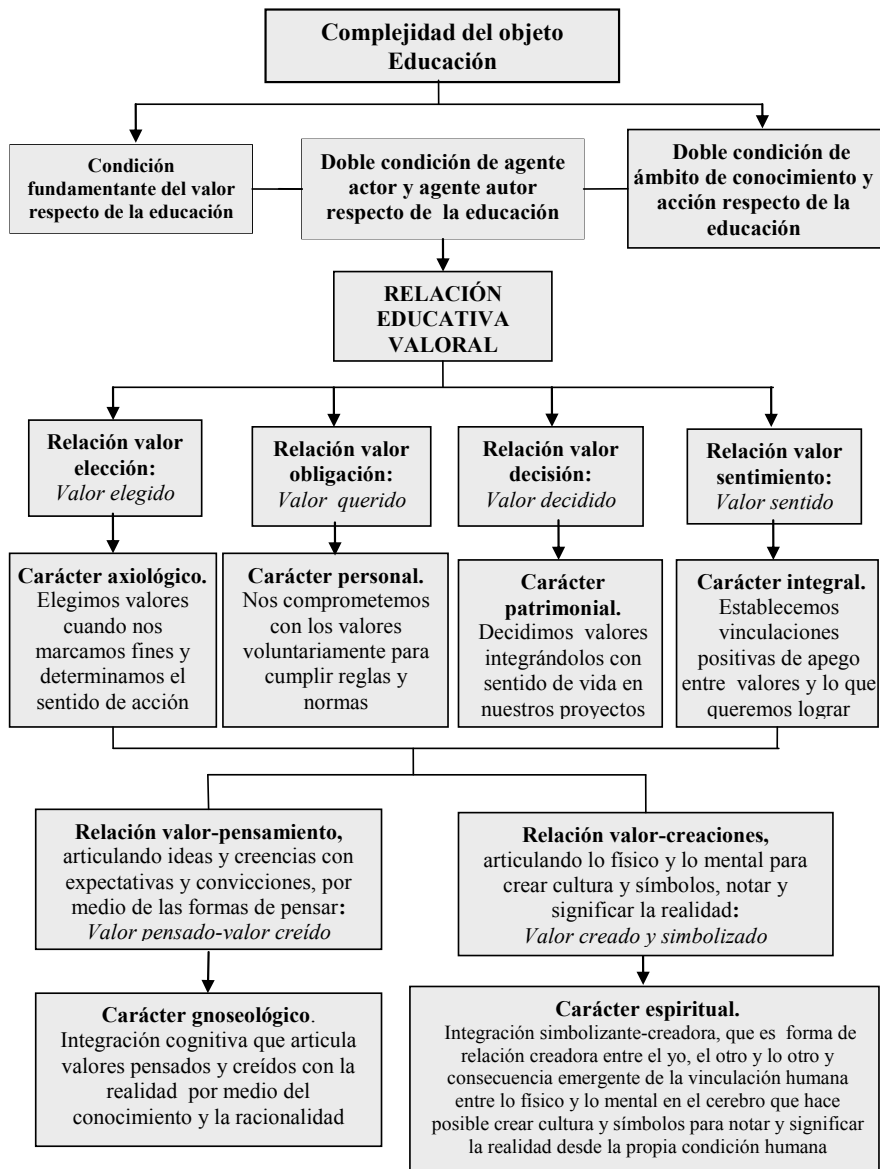 Complejidad del objeto
Educación
Condición
fundamentante del valor
respecto de la educación
Doble condición de agente
actor y agente autor
respecto de la educación
Doble condición de
ámbito de conocimiento y
acción respecto de la
educación
RELACIÓN
EDUCATIVA
VALORAL
Relación valor
elección:
Valor elegido
Relación valor
obligación:
Valor querido
Relación valor
decisión:
Valor decidido
Relación valor
sentimiento:
Valor sentido
Carácter axiológico.
Elegimos valores
cuando nos
marcamos fines y
determinamos el
sentido de acción
Carácter personal.
Nos comprometemos
con los valores
voluntariamente para
cumplir reglas y
normas
Carácter
patrimonial.
Decidimos valores
integrándolos con
sentido de vida en
nuestros proyectos
Carácter integral.
Establecemos
vinculaciones
positivas de apego
entre valores y lo que
queremos lograr
Relación valor-pensamiento,
articulando ideas y creencias con
expectativas y convicciones, por
medio de las formas de pensar:
Valor pensado-valor creído
Relación valor-creaciones,
articulando lo físico y lo mental para
crear cultura y símbolos, notar y
significar la realidad:
Valor creado y simbolizado
Carácter gnoseológico.
Integración cognitiva que articula
valores pensados y creídos con la
realidad por medio del
conocimiento y la racionalidad
Carácter espiritual.
Integración simbolizante-creadora, que es forma de
relación creadora entre el yo, el otro y lo otro y
consecuencia emergente de la vinculación humana
entre lo físico y lo mental en el cerebro que hace
posible crear cultura y símbolos para notar y significar
la realidad desde la propia condición humana